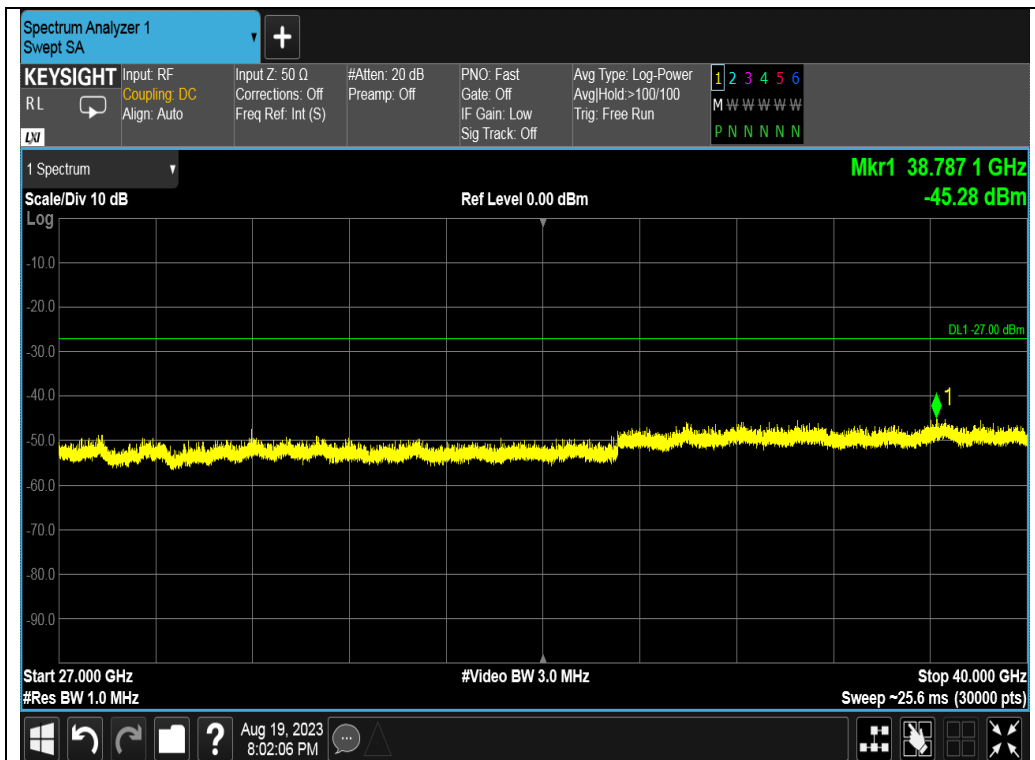 Spectrum Analyzer 1
Swept SA
+
KEYSIGHT
RL
LXI
Input: RF
Coupling: DC
Align: Auto
Input Z: 50 Ω
Corrections: Off
Freq Ref: Int (S)
#Atten: 20 dB
Preamp: Off
PNO: Fast
Gate: Off
IF Gain: Low
Sig Track: Off
Avg Type: Log-Power
Avg|Hold:>100/100
Trig: Free Run
1 2 3 4 5 6
M W W W W W
P N N N N N
1 Spectrum
Mkr1 38.787 1 GHz
-45.28 dBm
Scale/Div 10 dB
Ref Level 0.00 dBm
Log
-10.0
-20.0
DL1 -27.00 dBm
-30.0
-40.0
1
-50.0
-60.0
-70.0
-80.0
-90.0
Start 27.000 GHz
#Video BW 3.0 MHz
Stop 40.000 GHz
#Res BW 1.0 MHz
Sweep ~25.6 ms (30000 pts)
?
Aug 19, 2023
8:02:06 PM